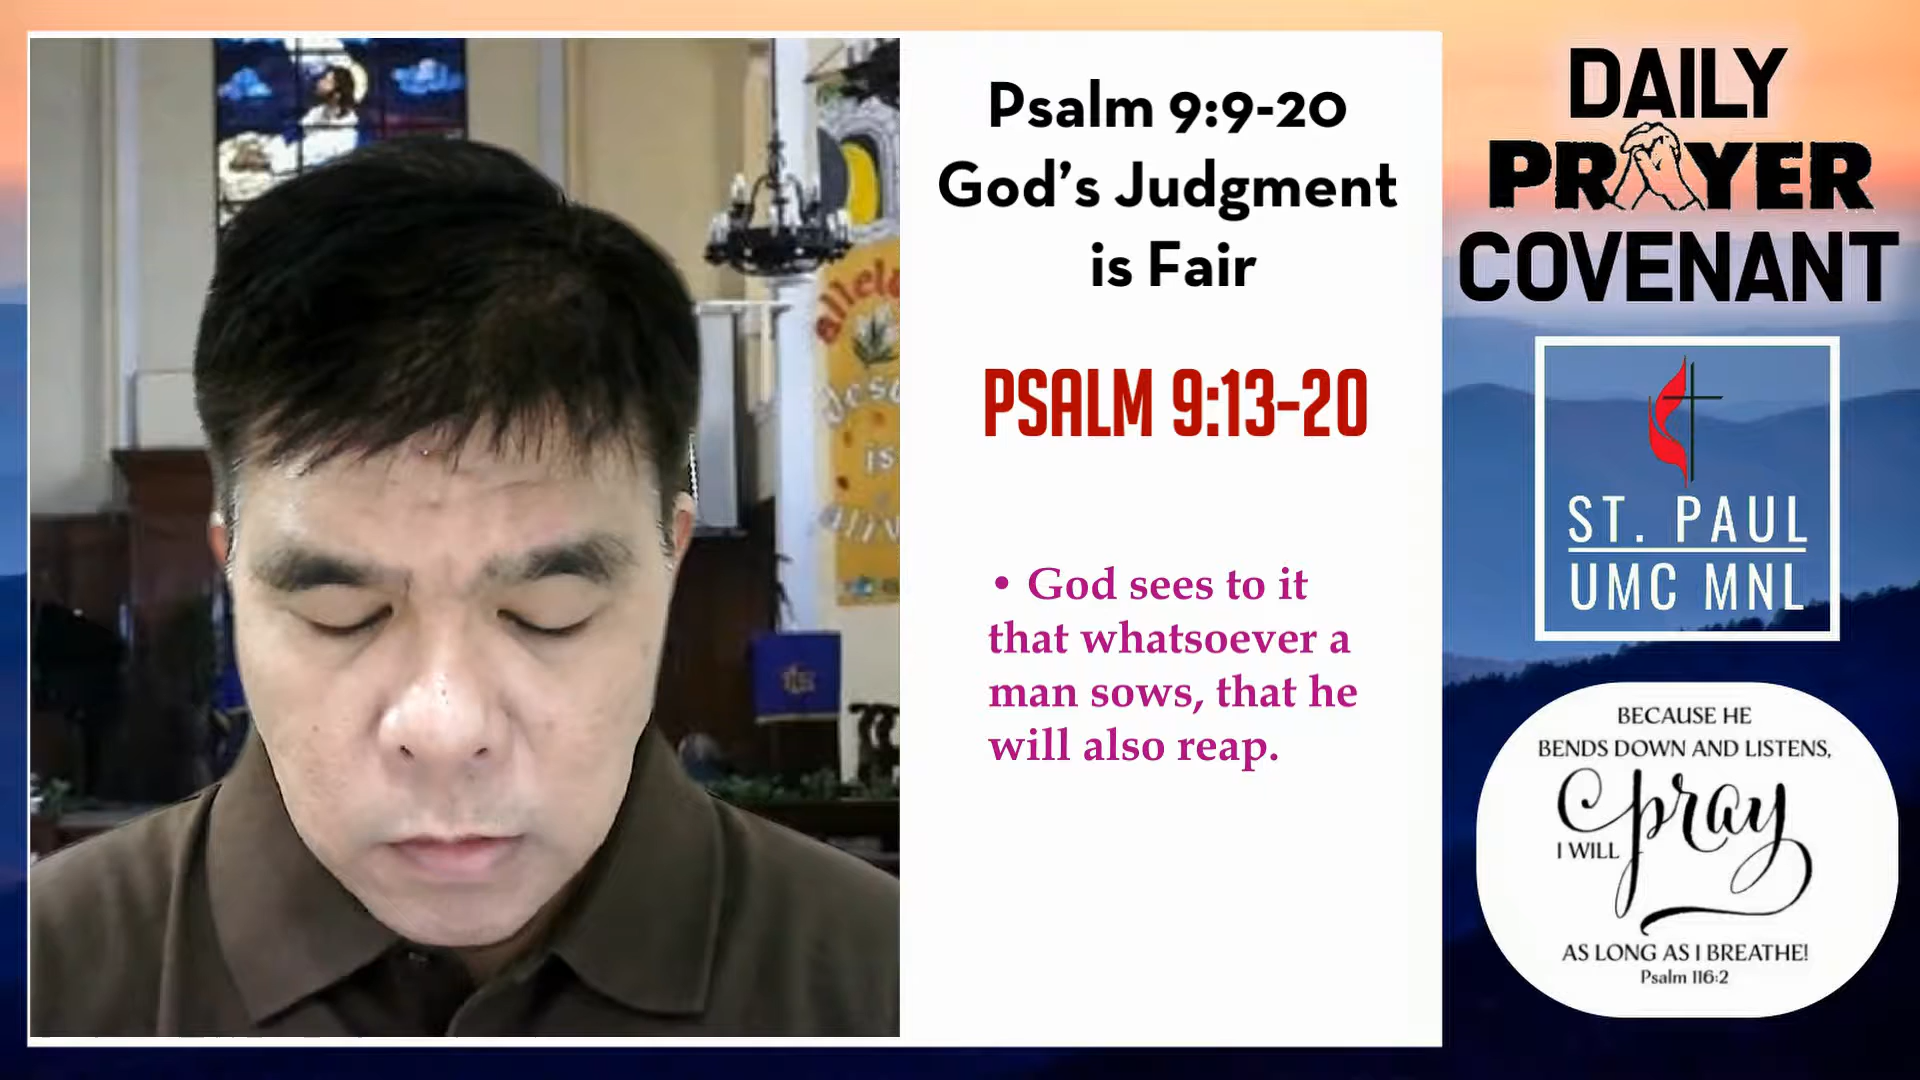 Psalm 9:9-20
God's Judgment
is Fair
PSALM 9:13-20
• God sees to it
that whatsoever a
man sows, that he
will also reap.
DAILY
PRAYER
COVENANT
ST. PAUL
UMC MNL
BECAUSE HE
BENDS DOWN AND LISTENS,
I WILL pray
AS LONG AS I BREATHE!
Psalm 116:2
is